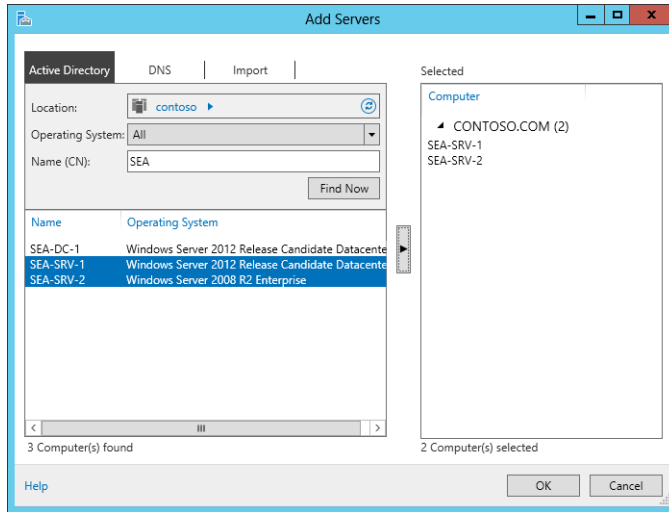 Add Servers
Active Directory
DNS
Import
Location:
contoso
Operating System:
All
Name (CN):
SEA
Find Now
Name
Operating System
SEA-DC-1
Windows Server 2012 Release Candidate Datacente
SEA-SRV-1
Windows Server 2012 Release Candidate Datacente
SEA-SRV-2
Windows Server 2008 R2 Enterprise
3 Computer(s) found
Selected
Computer
CONTOSO.COM (2)
SEA-SRV-1
SEA-SRV-2
2 Computer(s) selected
Help
OK
Cancel